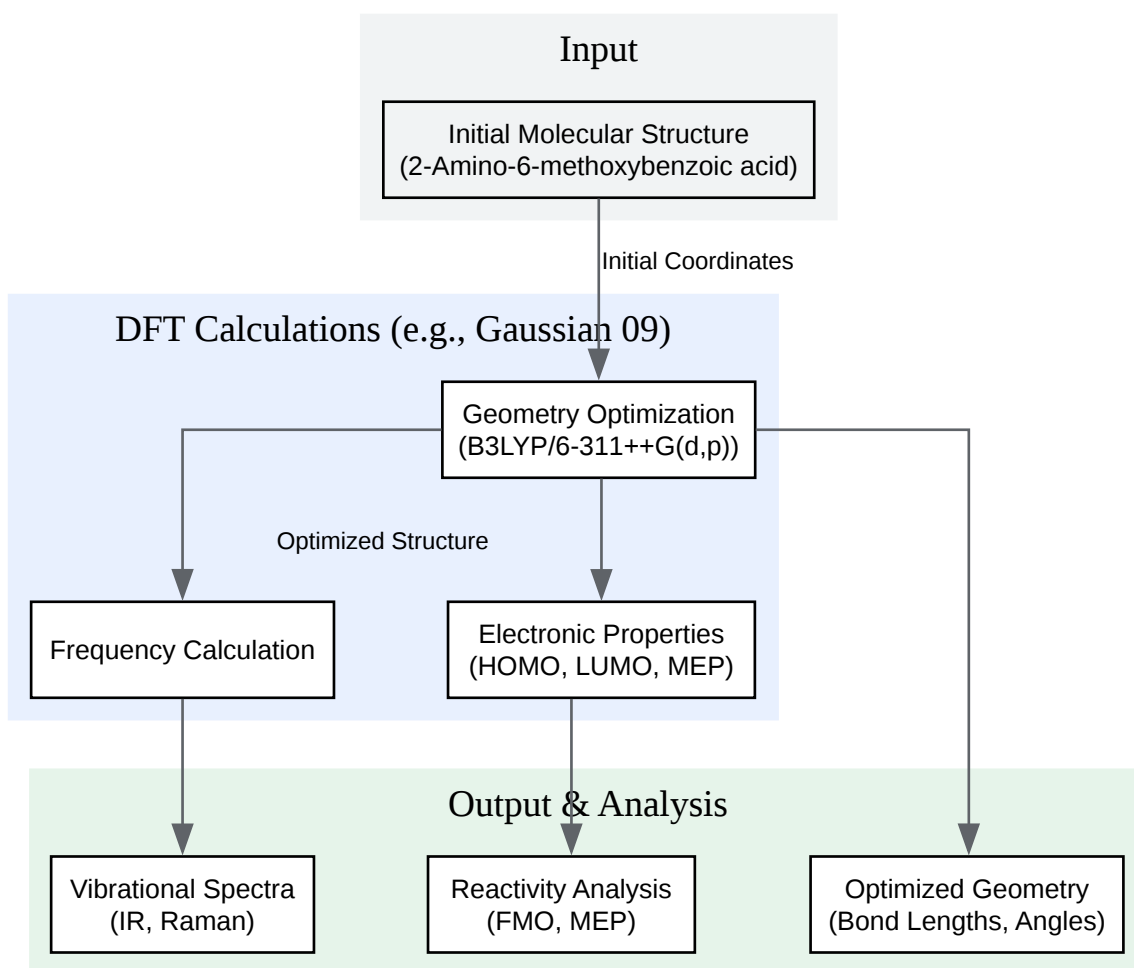 Input
Initial Molecular Structure
(2-Amino-6-methoxybenzoic acid)
Initial Coordinates
DFT Calculations (e.g., Gaussian 09)
Geometry Optimization
(B3LYP/6-311++G(d,p))
Optimized Structure
Frequency Calculation
Electronic Properties
(HOMO, LUMO, MEP)
Output & Analysis
Vibrational Spectra
(IR, Raman)
Reactivity Analysis
(FMO, MEP)
Optimized Geometry
(Bond Lengths, Angles)